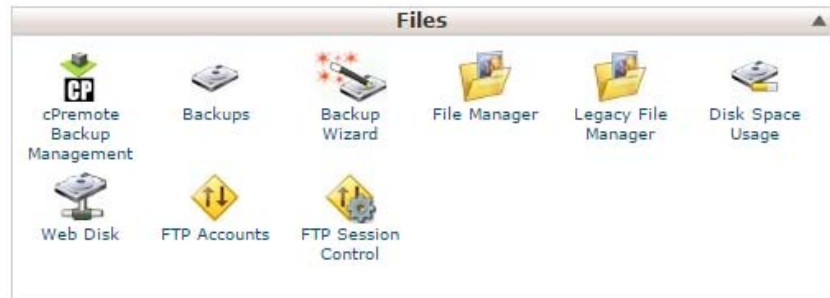 Files
CP
cPremote
Backup
Management
Backups
Backup
Wizard
File Manager
Legacy File
Manager
Disk Space
Usage
Web Disk
FTP Accounts
FTP Session
Control